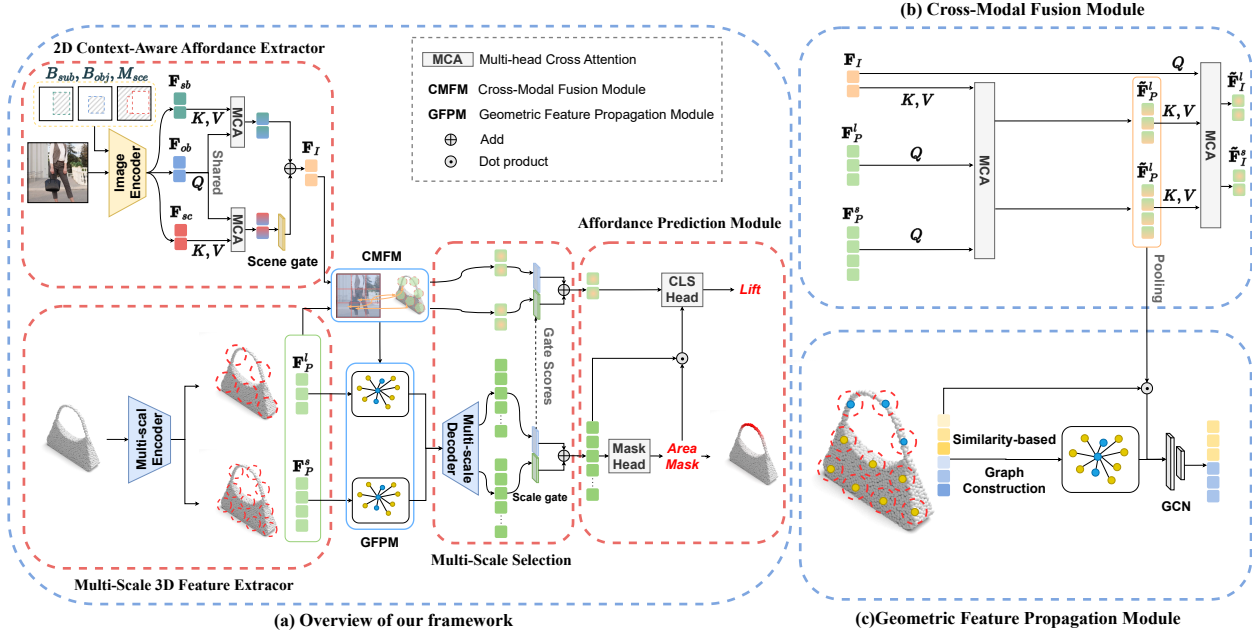 2D Context-Aware Affordance Extractor
B_sub, B_obj, M_sce
F_sb
K, V
MCA
F_ob
Image Encoder
Q
Shared
F_sc
K, V
MCA
Scene gate
F_I
MCA Multi-head Cross Attention
CMFM Cross-Modal Fusion Module
GFPM Geometric Feature Propagation Module
⊕ Add
⊙ Dot product
CMFM
Multi-scal Encoder
F_P^l
F_P^s
GFPM
Multi-Scale 3D Feature Extracor
Multi-scale Decoder
Gate Scores
Scale gate
Multi-Scale Selection
Affordance Prediction Module
CLS Head
Lift
Mask Head
Area Mask
(a) Overview of our framework
(b) Cross-Modal Fusion Module
F_I
Q
K, V
F_P^l
Q
F_P^s
Q
MCA
F̃_P^l
K, V
F̃_P^l
K, V
MCA
F̃_I^l
F̃_I^s
Pooling
Similarity-based
Graph
Construction
GCN
(c)Geometric Feature Propagation Module